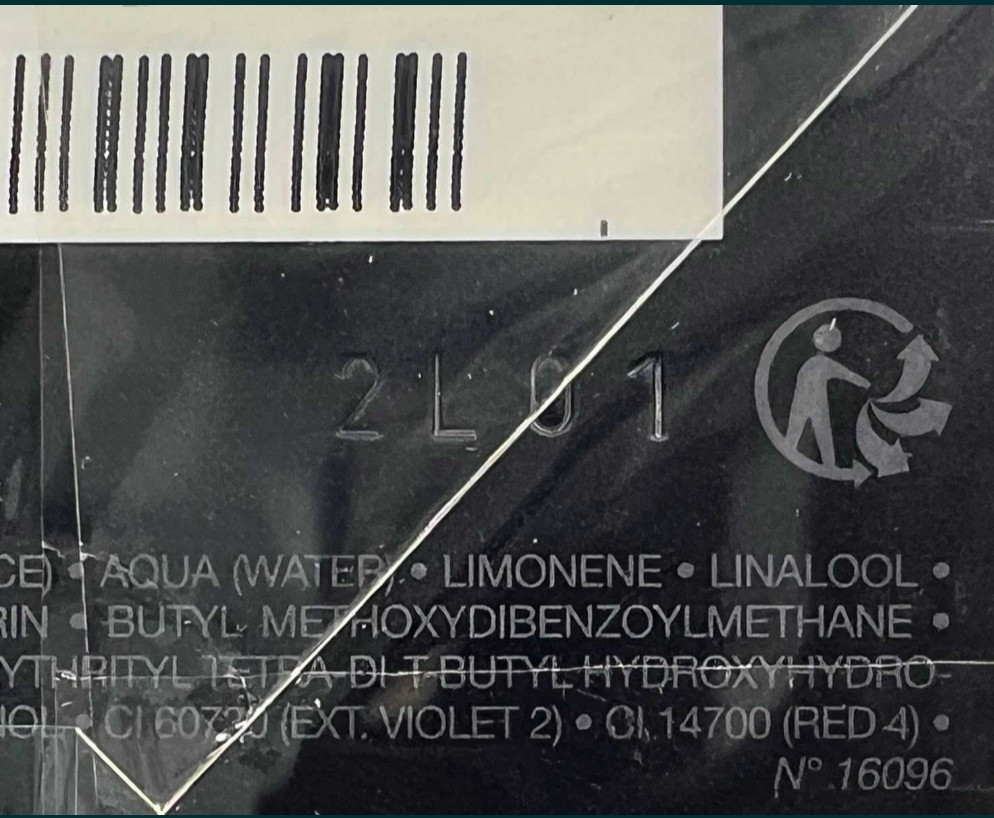 2L01
CE) • AQUA (WATER) • LIMONENE • LINALOOL •
RIN • BUTYL METHOXYDIBENZOYLMETHANE •
YTHRITYL TETRA-DI-T-BUTYL HYDROXYHYDRO-
NOL • CI 60730 (EXT. VIOLET 2) • CI 14700 (RED 4) •
N° 16096